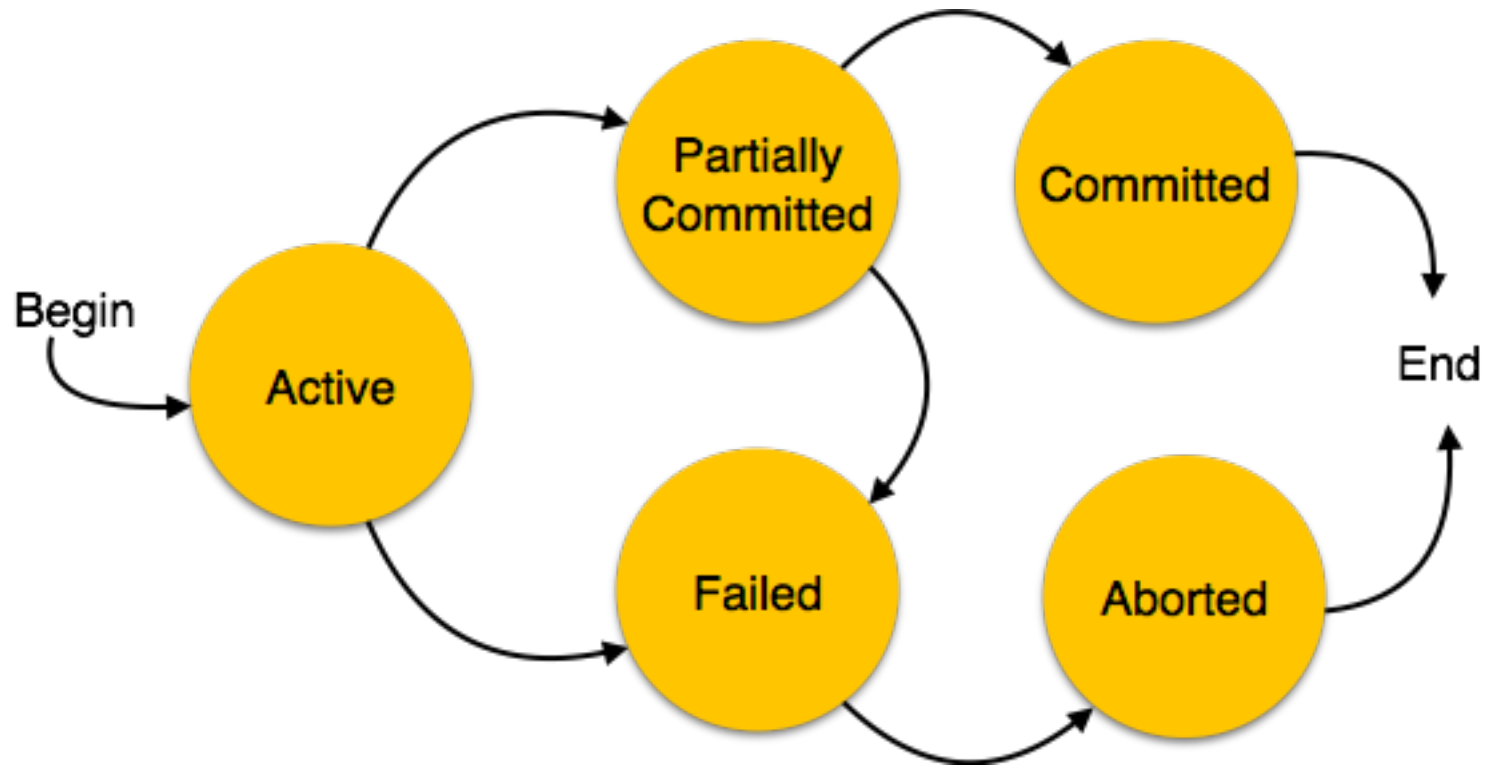 Begin
Active
Partially
Committed
Committed
Failed
Aborted
End